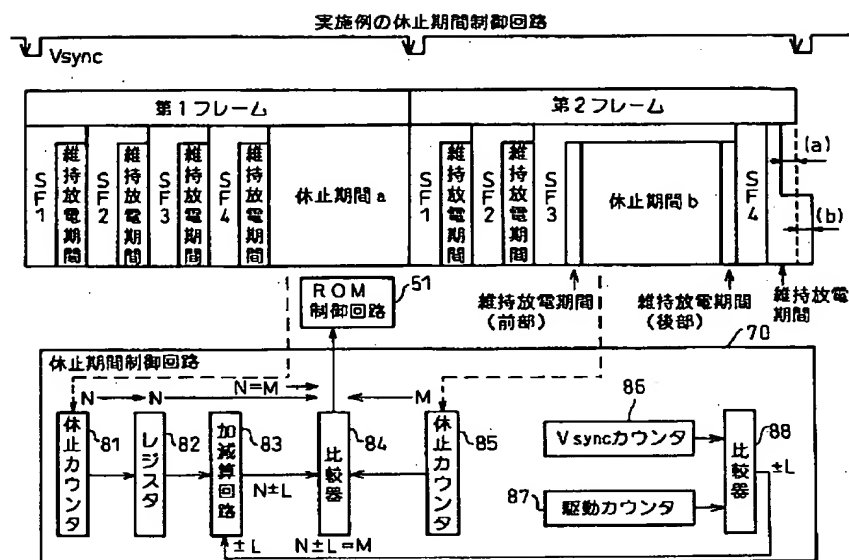 実施例の休止期間制御回路
Vsync
第1フレーム
第2フレーム
SF1
維持放電期間
SF2
維持放電期間
SF3
維持放電期間
SF4
維持放電期間
休止期間a
SF1
維持放電期間
SF2
維持放電期間
SF3
休止期間b
SF4
(a)
(b)
ROM
制御回路
51
維持放電期間
(前部)
維持放電期間
(後部)
維持放電
期間
70
休止期間制御回路
N
N
N=M
M
休止カウンタ
81
レジスタ
82
加減算回路
83
比較器
84
休止カウンタ
85
86
Vsyncカウンタ
87
駆動カウンタ
比較器
88
±L
N±L
±L
N±L=M